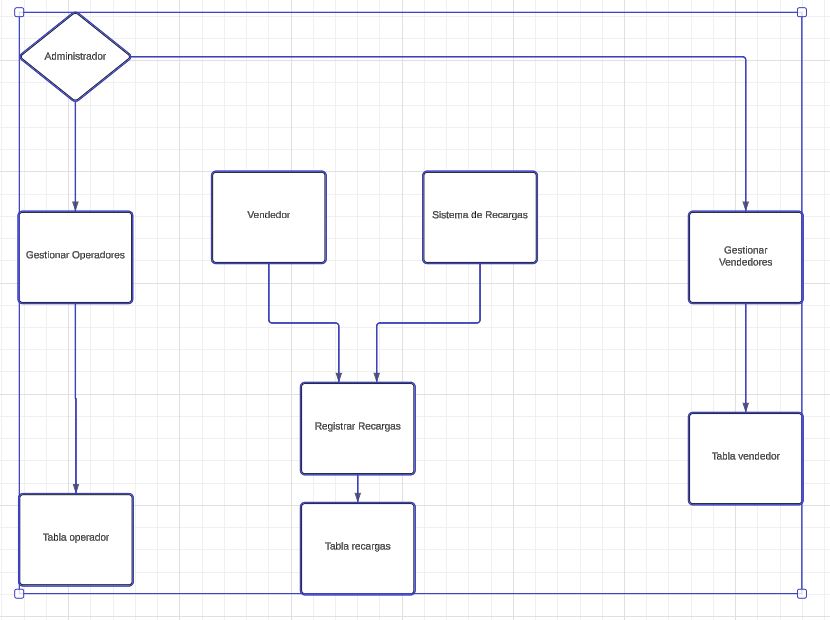 Administrador
Vendedor
Sistema de Recargas
Gestionar Operadores
Gestionar
Vendedores
Registrar Recargas
Tabla vendedor
Tabla operador
Tabla recargas